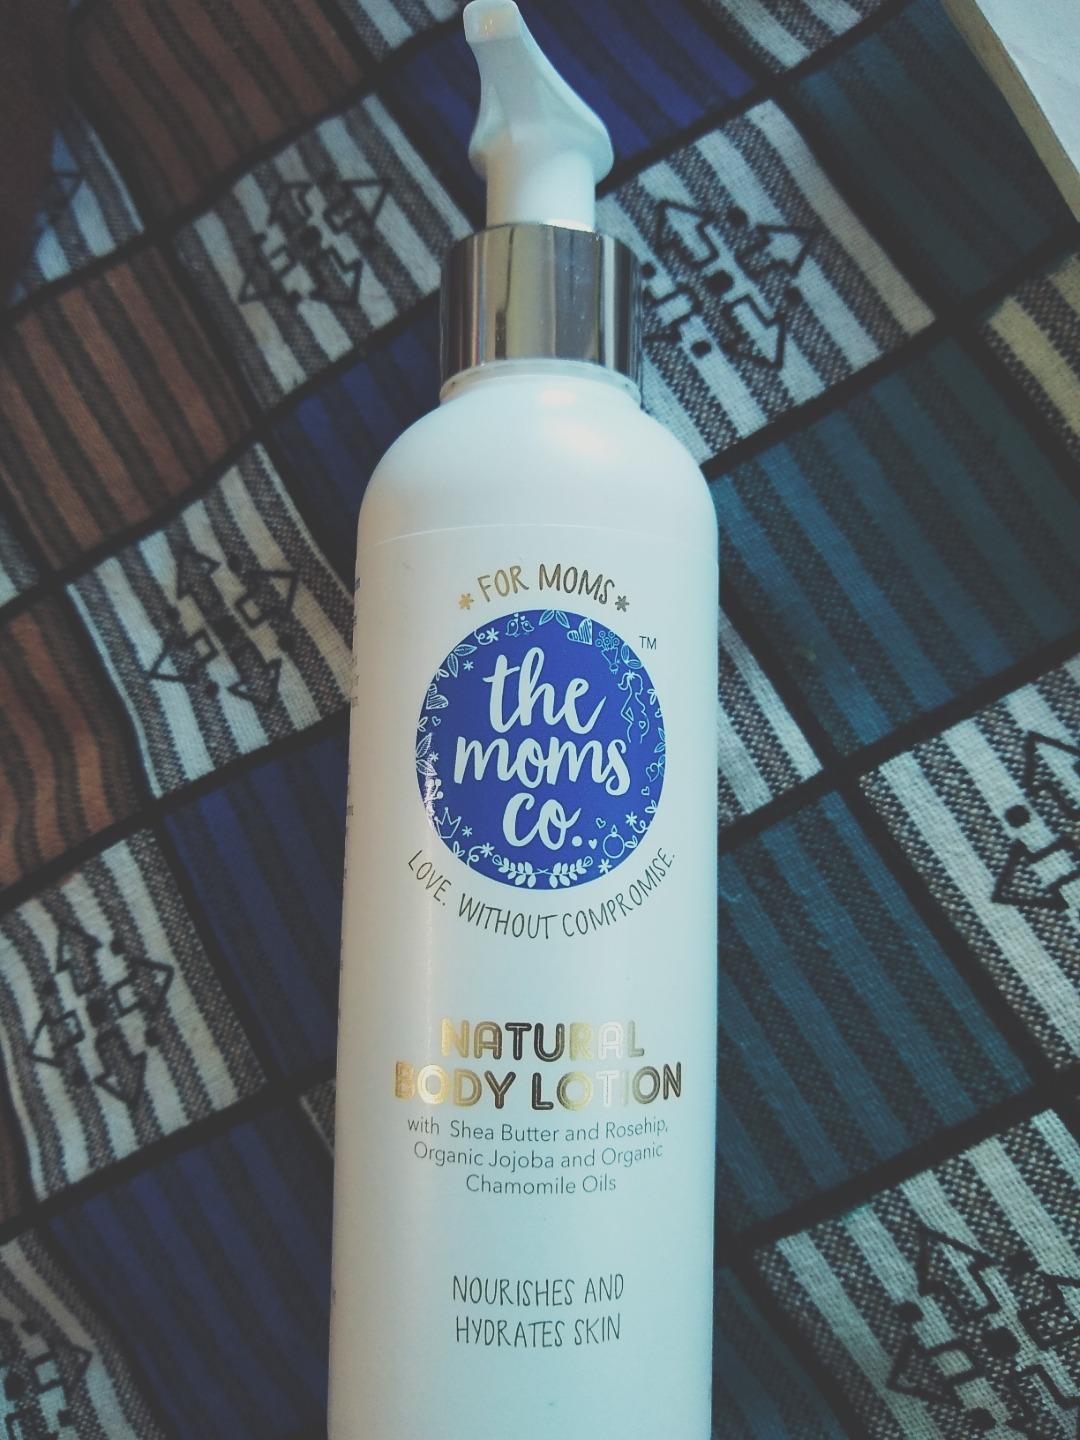 FOR MOMS
the
moms
co.
TM
LOVE. WITHOUT COMPROMISE.
NATURAL
BODY LOTION
with Shea Butter and Rosehip,
Organic Jojoba and Organic
Chamomile Oils
NOURISHES AND
HYDRATES SKIN